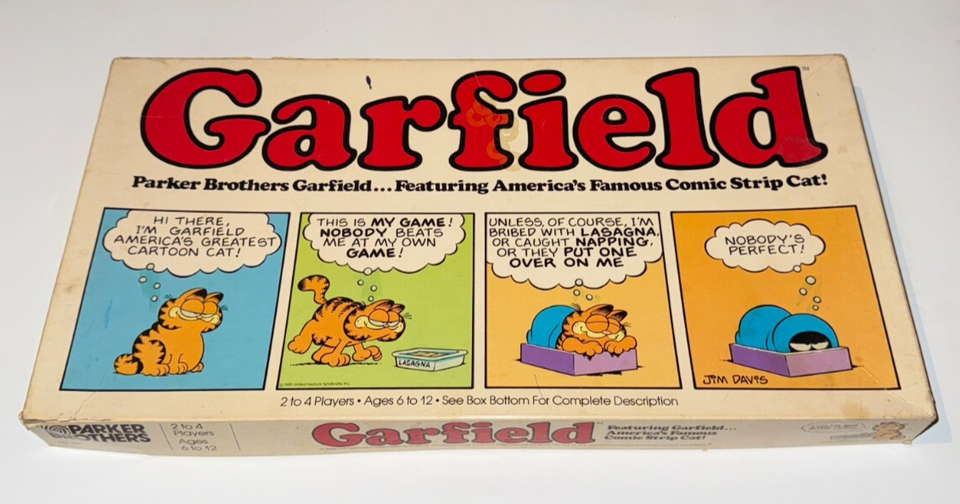 Garfield™
Parker Brothers Garfield... Featuring America's Famous Comic Strip Cat!
HI THERE,
I'M GARFIELD
AMERICA'S GREATEST
CARTOON CAT!
THIS IS MY GAME!
NOBODY BEATS
ME AT MY OWN
GAME!
LASAGNA
UNLESS, OF COURSE, I'M
BRIBED WITH LASAGNA,
OR CAUGHT NAPPING,
OR THEY PUT ONE
OVER ON ME
NOBODY'S
PERFECT!
JIM DAVIS
2 to 4 Players • Ages 6 to 12 • See Box Bottom For Complete Description
PARKER
BROTHERS
2 to 4
Players
Ages
6 to 12
Garfield™
Featuring Garfield...
America's Famous
Comic Strip Cat!